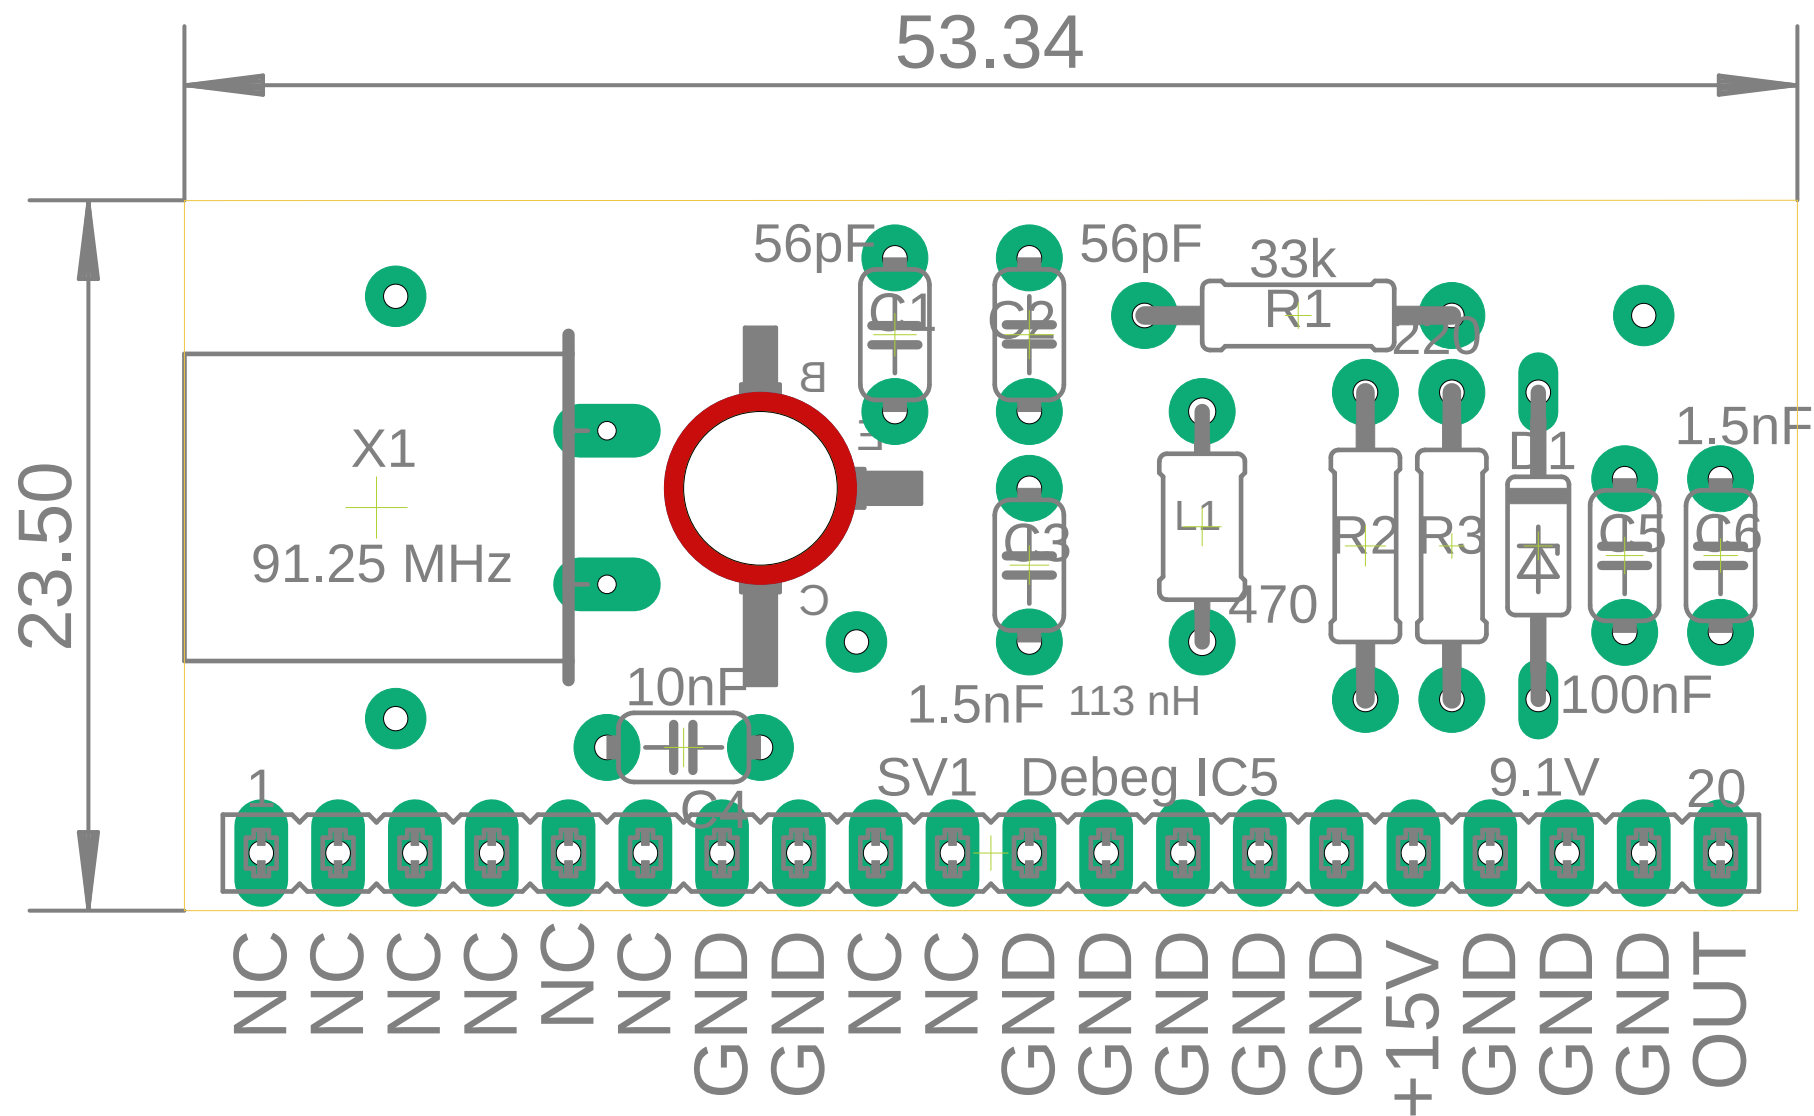 53.34
23.50
56pF
56pF
33k
C1
C2
R1
220
B
E
1.5nF
X1
D1
L1
R2
R3
C3
C5
C6
91.25 MHz
C
470
10nF
1.5nF
113 nH
100nF
SV1
Debeg IC5
9.1V
1
20
C4
NC
NC
NC
NC
NC
NC
GND
GND
NC
NC
GND
GND
GND
GND
GND
+15V
GND
GND
GND
OUT